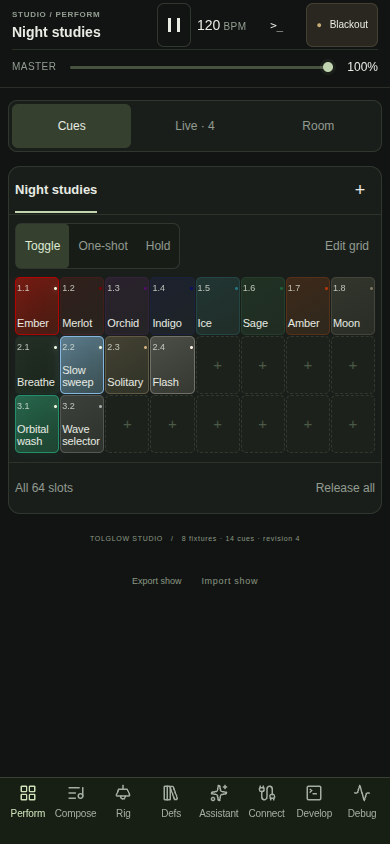 STUDIO / PERFORM
Night studies
120 BPM
>_
Blackout
MASTER
100%
Cues
Live · 4
Room
Night studies
+
Toggle
One-shot
Hold
Edit grid
1.1
Ember
1.2
Merlot
1.3
Orchid
1.4
Indigo
1.5
Ice
1.6
Sage
1.7
Amber
1.8
Moon
2.1
Breathe
2.2
Slow
sweep
2.3
Solitary
2.4
Flash
+ + + +
3.1
Orbital
wash
3.2
Wave
selector
+ + + + + +
All 64 slots
Release all
TOLGLOW STUDIO / 8 fixtures · 14 cues · revision 4
Export show
Import show
Perform
Compose
Rig
Defs
Assistant
Connect
Develop
Debug